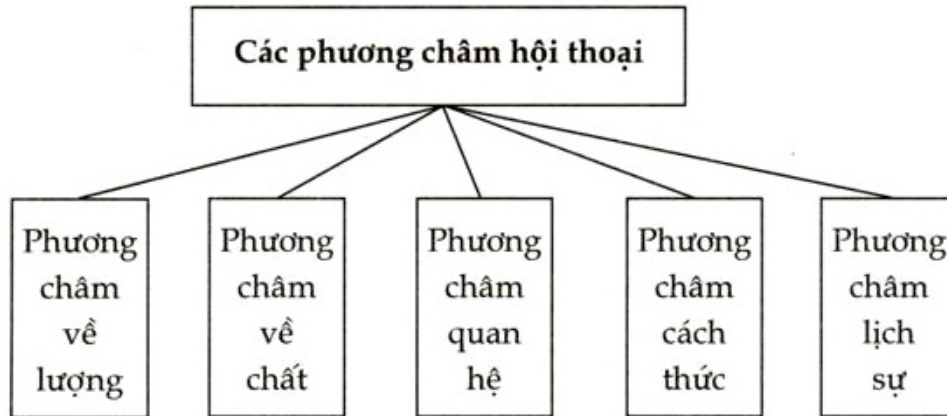 Các phương châm hội thoại
Phương
châm
về
lượng
Phương
châm
về
chất
Phương
châm
quan
hệ
Phương
châm
cách
thức
Phương
châm
lịch
sự